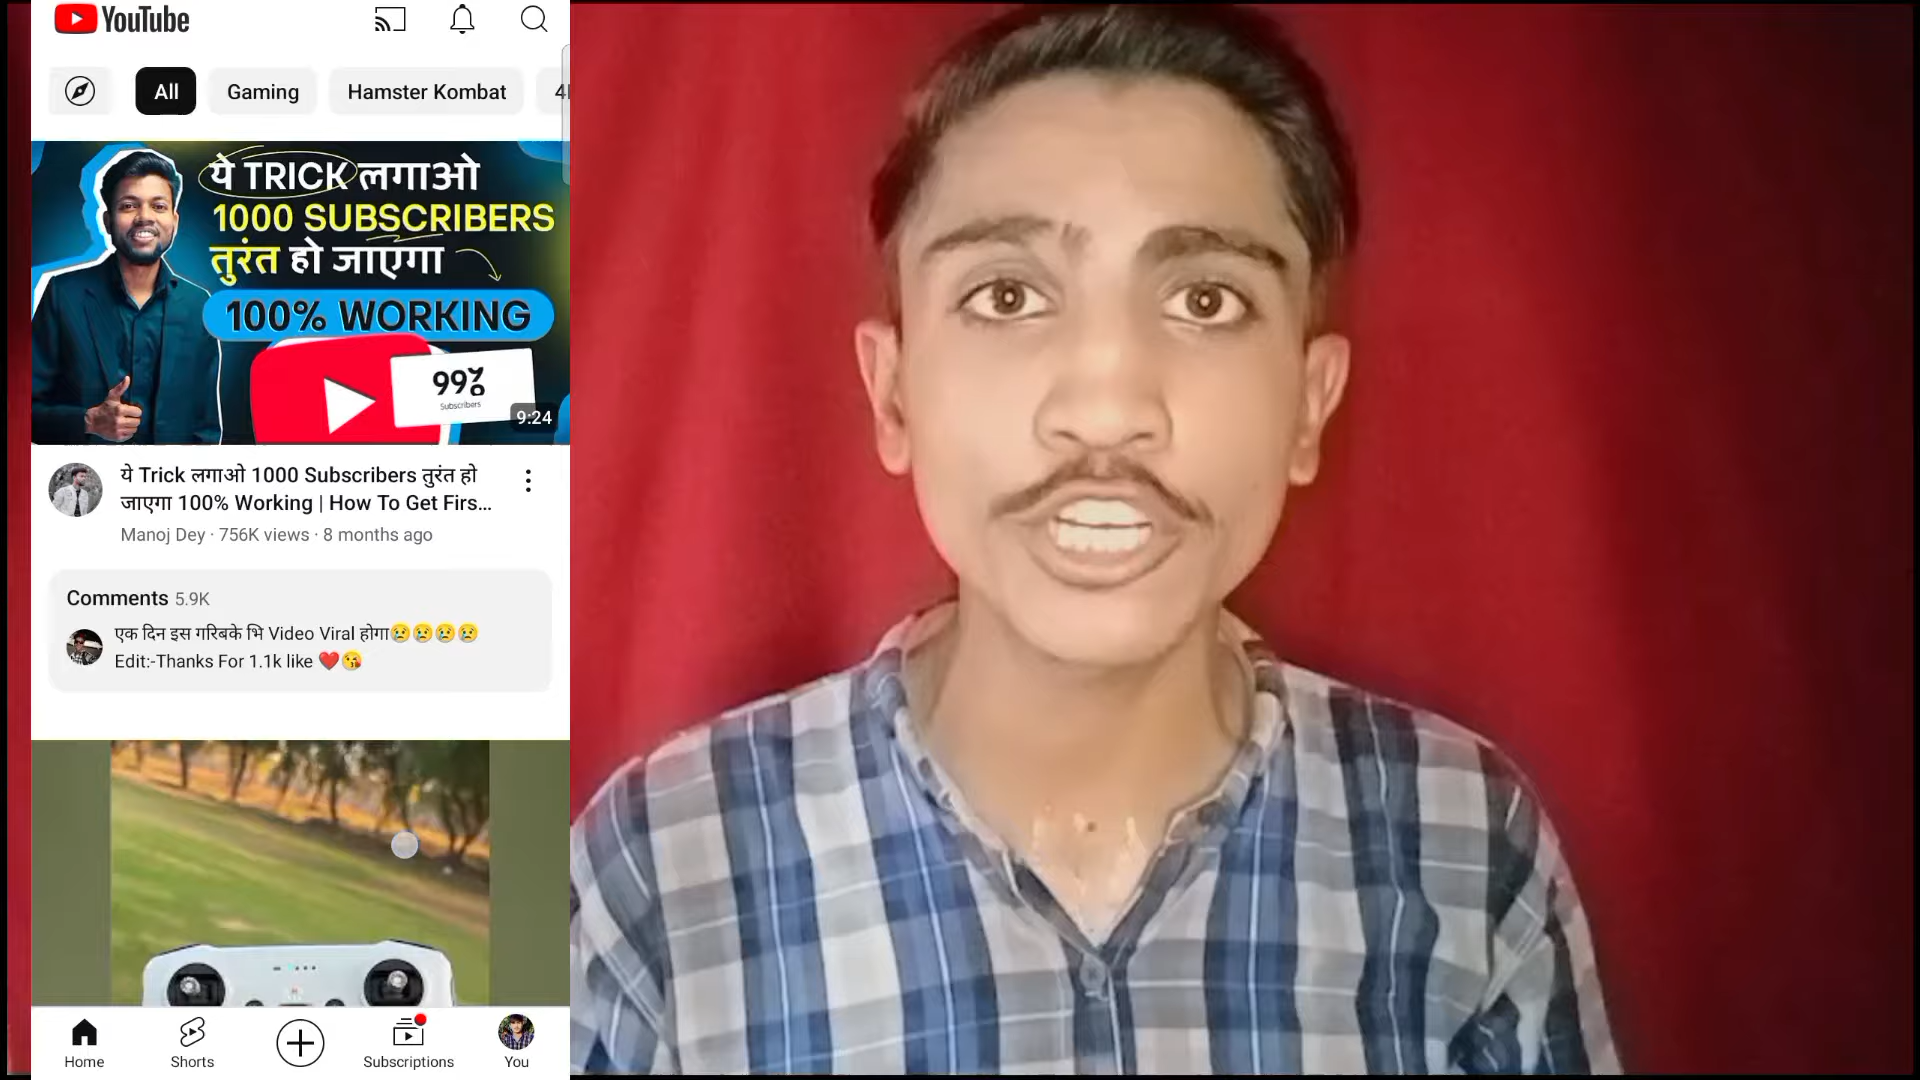 YouTube
All
Gaming
Hamster Kombat
ये TRICK लगाओ
1000 SUBSCRIBERS
तुरंत हो जाएगा
100% WORKING
Subscribers
9:24
ये Trick लगाओ 1000 Subscribers तुरंत हो
जाएगा 100% Working | How To Get Firs...
Manoj Dey · 756K views · 8 months ago
Comments 5.9K
एक दिन इस गरिबके भि Video Viral होगा😢😢😢😢
Edit:-Thanks For 1.1k like ❤️😘
Home
Shorts
Subscriptions
You